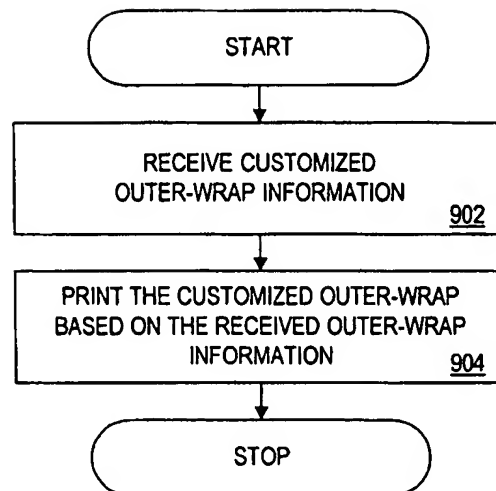 START
RECEIVE CUSTOMIZED
OUTER-WRAP INFORMATION
902
PRINT THE CUSTOMIZED OUTER-WRAP
BASED ON THE RECEIVED OUTER-WRAP
INFORMATION
904
STOP